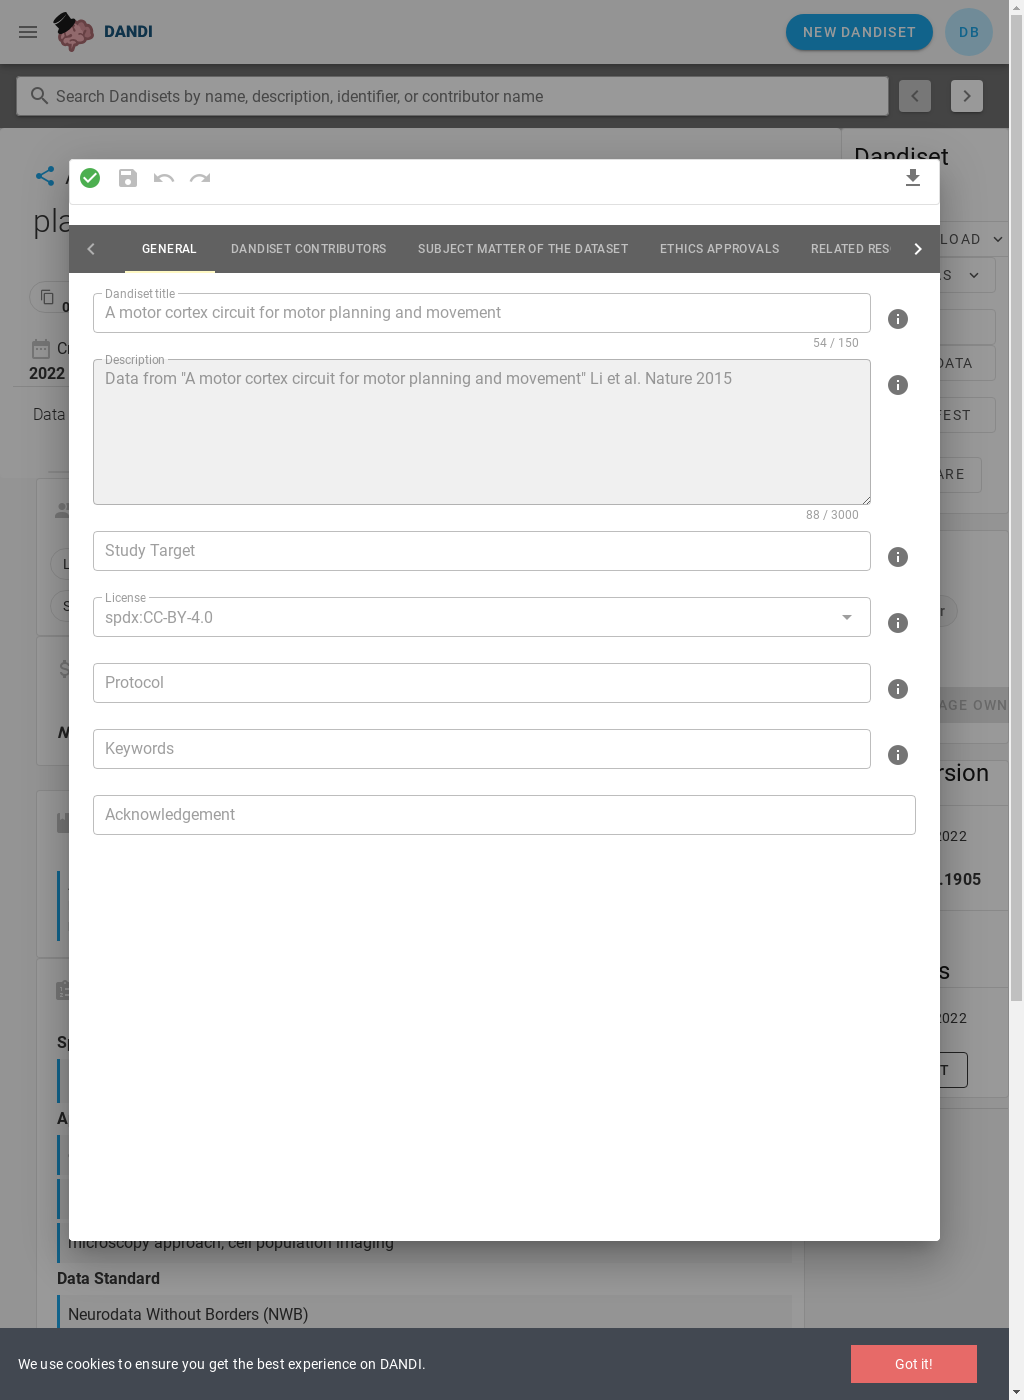 DANDI
NEW DANDISET
DB
Search Dandisets by name, description, identifier, or contributor name
Dandiset
pla
LOAD
GENERAL
DANDISET CONTRIBUTORS
SUBJECT MATTER OF THE DATASET
ETHICS APPROVALS
RELATED RES
Dandiset title
A motor cortex circuit for motor planning and movement
54 / 150
Description
Data from "A motor cortex circuit for motor planning and movement" Li et al. Nature 2015
88 / 3000
2022
Data
DATA
Study Target
License
spdx:CC-BY-4.0
Protocol
AGE OWN
Keywords
rsion
Acknowledgement
2022
.1905
s
2022
T
microscopy approach, cell population imaging
Data Standard
Neurodata Without Borders (NWB)
We use cookies to ensure you get the best experience on DANDI.
Got it!